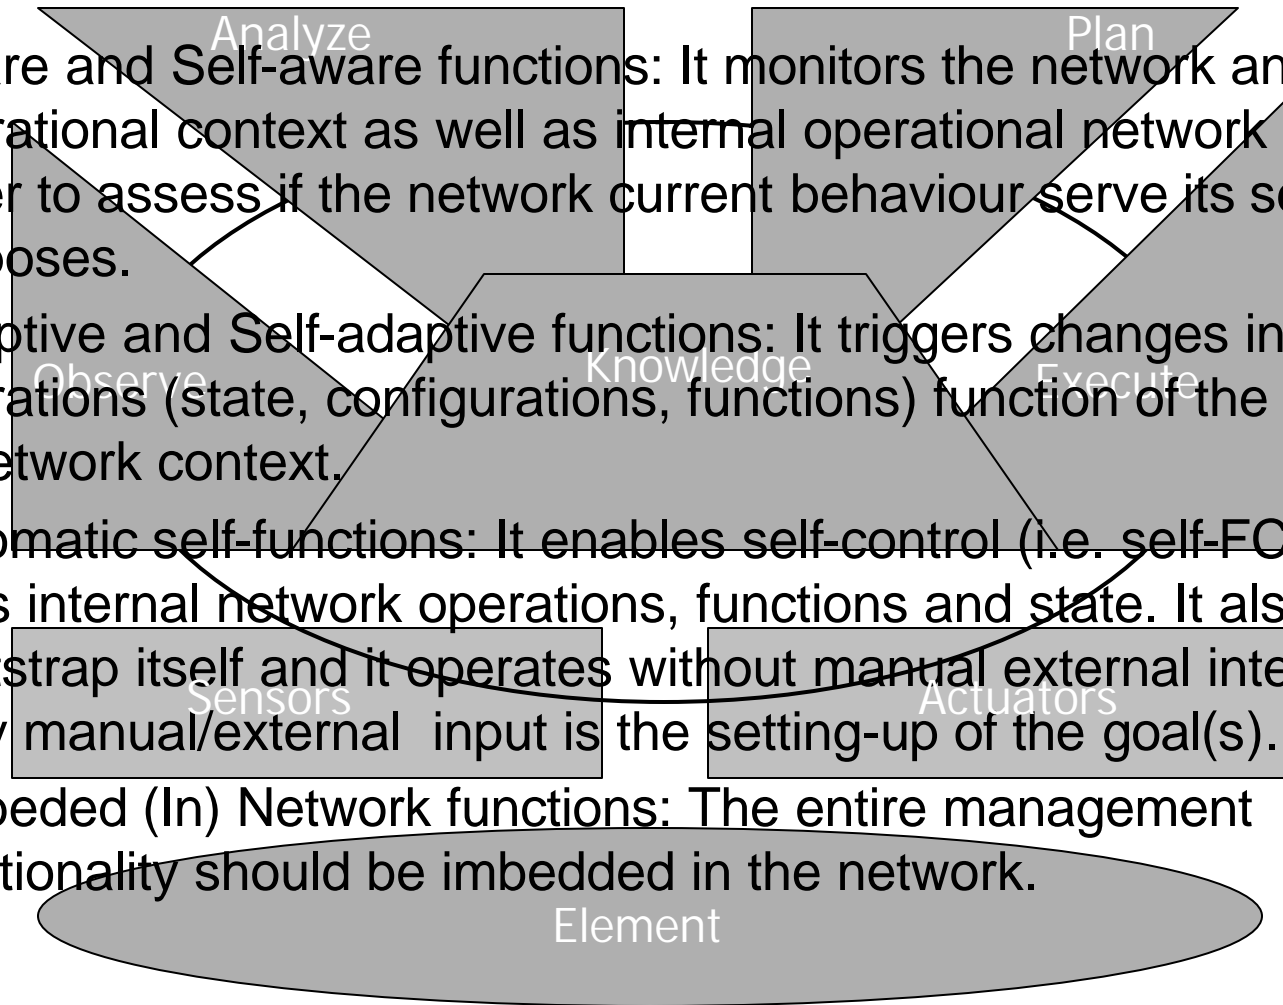 Analyze
Plan
re and Self-aware functions: It monitors the network an
rational context as well as internal operational network
er to assess if the network current behaviour serve its se
oses.
ptive and Self-adaptive functions: It triggers changes in
Observe
Knowledge
Execute
rations (state, configurations, functions) function of the
etwork context.
omatic self-functions: It enables self-control (i.e. self-FC
s internal network operations, functions and state. It als
tstrap itself and it operates without manual external inte
Sensors
Actuators
y manual/external input is the setting-up of the goal(s).
beded (In) Network functions: The entire management
tionality should be imbedded in the network.
Element